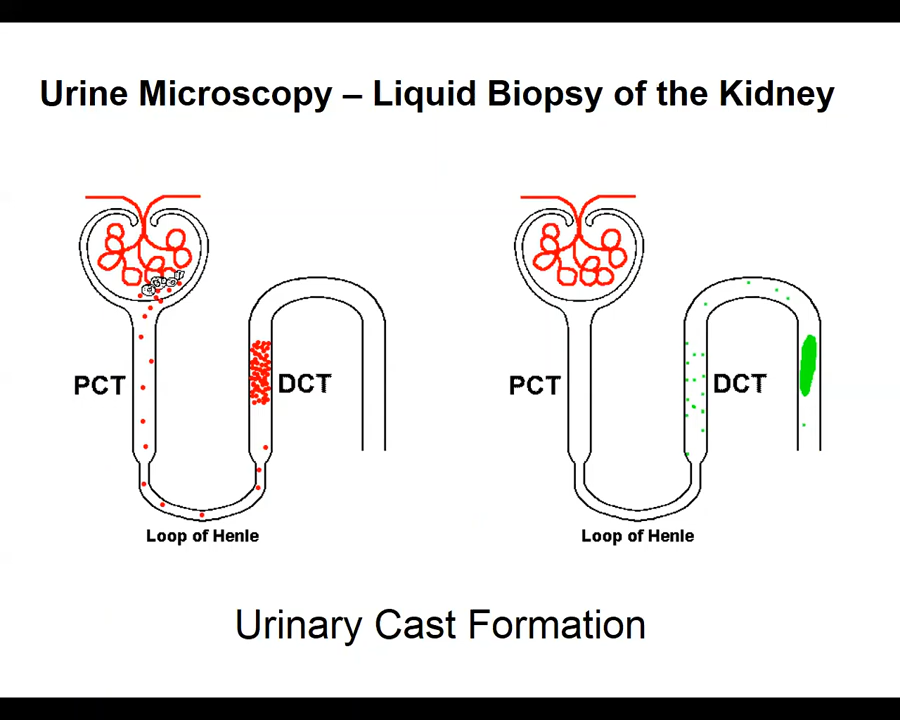 Urine Microscopy – Liquid Biopsy of the Kidney
PCT
DCT
Loop of Henle
PCT
DCT
Loop of Henle
Urinary Cast Formation